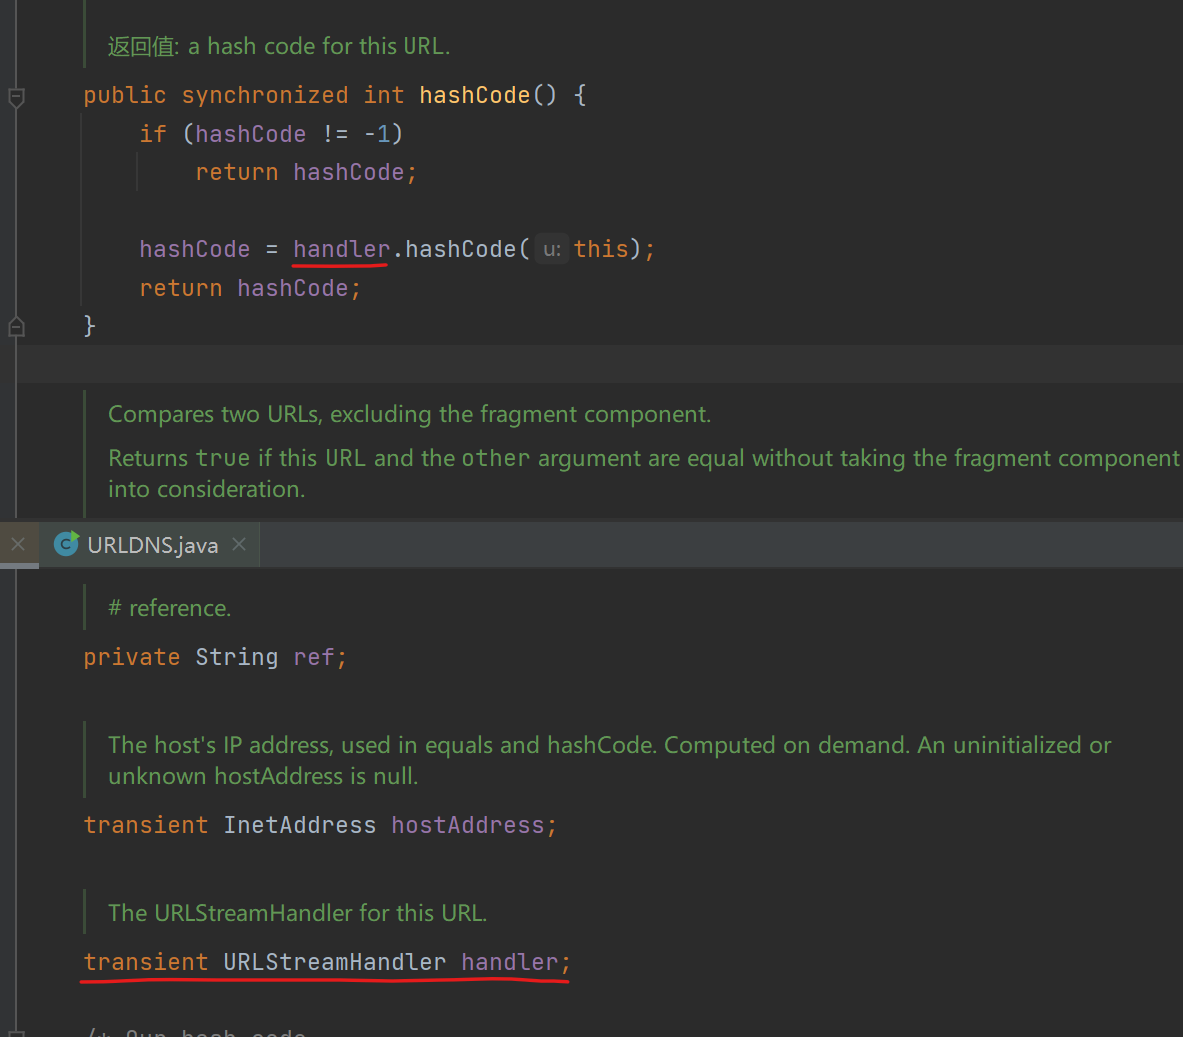 返回值: a hash code for this URL.
public synchronized int hashCode() {
if (hashCode != -1)
return hashCode;
hashCode = handler.hashCode( u: this);
return hashCode;
}
Compares two URLs, excluding the fragment component.
Returns true if this URL and the other argument are equal without taking the fragment component
into consideration.
URLDNS.java
# reference.
private String ref;
The host's IP address, used in equals and hashCode. Computed on demand. An uninitialized or
unknown hostAddress is null.
transient InetAddress hostAddress;
The URLStreamHandler for this URL.
transient URLStreamHandler handler;
/* Our hash code